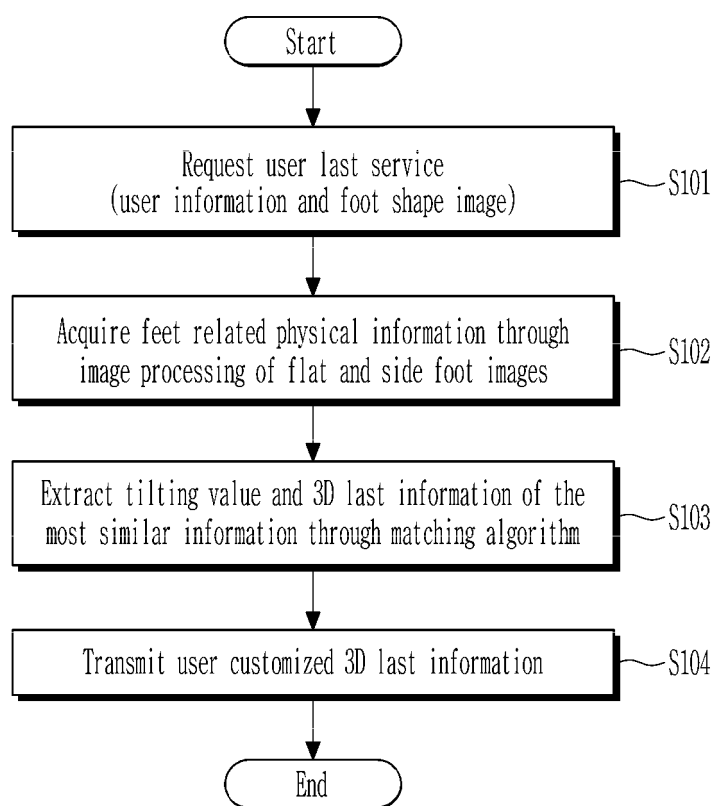 Start
Request user last service
(user information and foot shape image)
S101
Acquire feet related physical information through
image processing of flat and side foot images
S102
Extract tilting value and 3D last information of the
most similar information through matching algorithm
S103
Transmit user customized 3D last information
S104
End